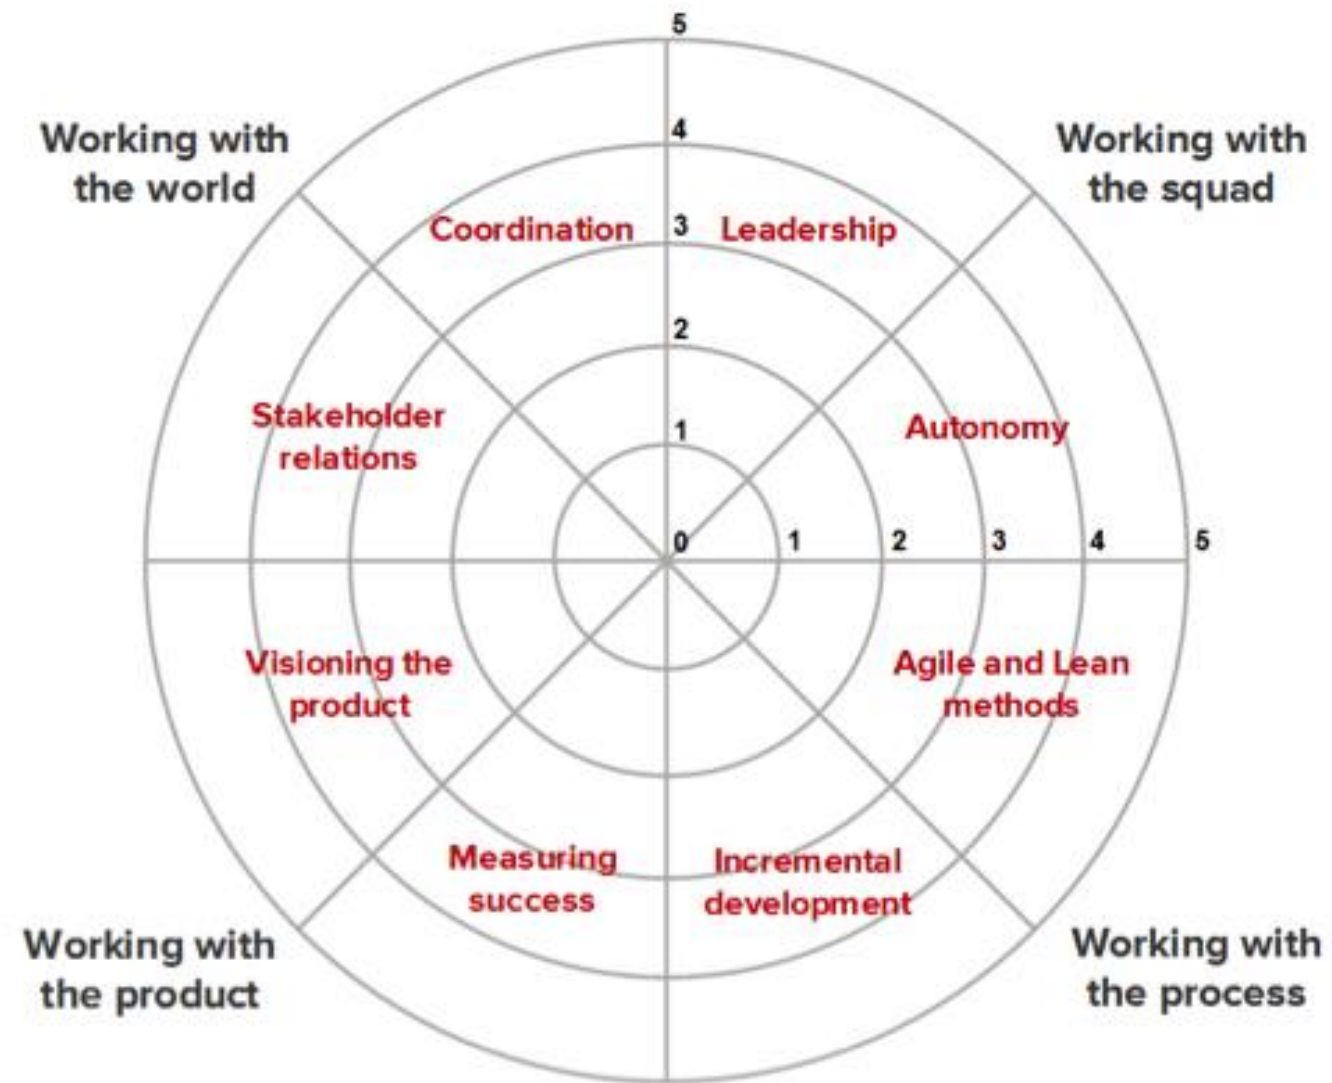 5
Working with
the world
4
Working with
the squad
Coordination
3
Leadership
2
Stakeholder
relations
1
Autonomy
0
1
2
3
4
5
Visioning the
product
Agile and Lean
methods
Measuring
success
Incremental
development
Working with
the product
Working with
the process